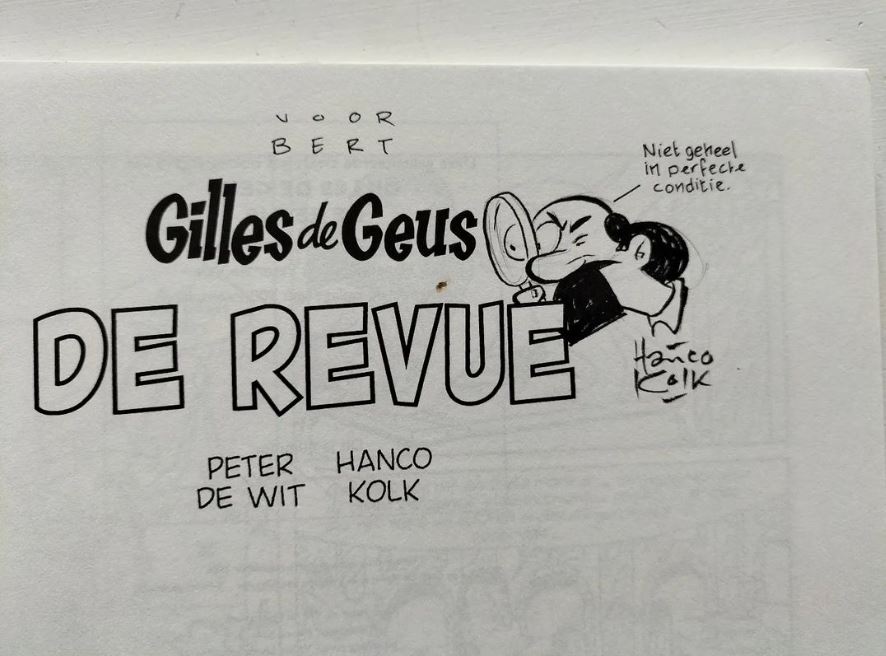 VOOR
BERT
Niet geheel
in perfecte
conditie.
Gilles de Geus
DE REVUE
Hanco
Kolk
PETER HANCO
DE WIT KOLK